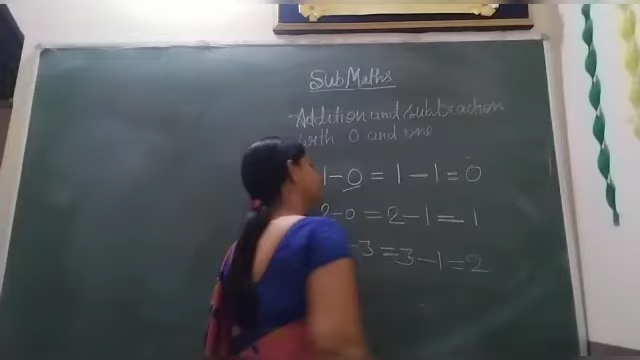 Sub Maths
Addition and subtraction
with 0 and one
1-0 = 1-1=0
2-0 = 2-1=-1
-3 =3-1=2